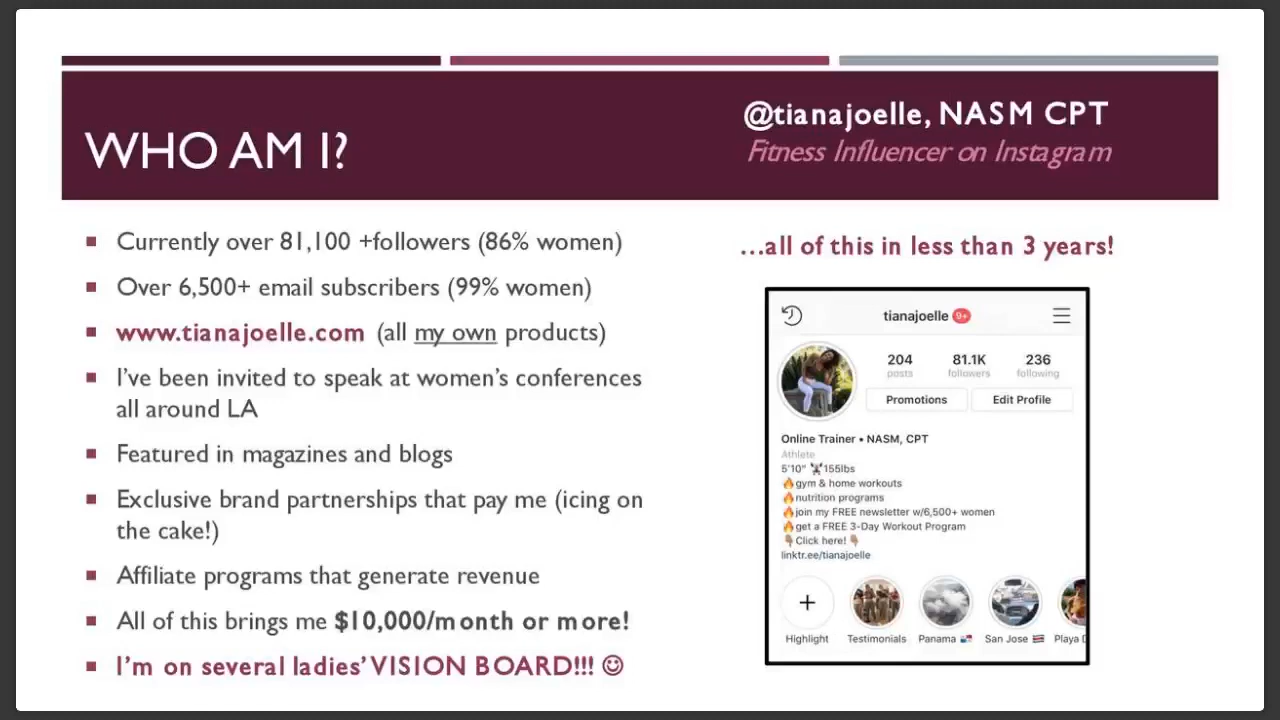 WHO AM I?
@tianajoelle, NASM CPT
Fitness Influencer on Instagram
Currently over 81,100 +followers (86% women)
Over 6,500+ email subscribers (99% women)
www.tianajoelle.com (all my own products)
I've been invited to speak at women's conferences
all around LA
Featured in magazines and blogs
Exclusive brand partnerships that pay me (icing on
the cake!)
Affiliate programs that generate revenue
All of this brings me $10,000/month or more!
I'm on several ladies' VISION BOARD!!! ☺
...all of this in less than 3 years!
tianajoelle 9+
204 81.1K 236
posts followers following
Promotions Edit Profile
Online Trainer • NASM, CPT
Athlete
5'10" 🏋155lbs
🔥gym & home workouts
🔥nutrition programs
🔥join my FREE newsletter w/6,500+ women
🔥get a FREE 3-Day Workout Program
👇🏽Click here! 👇🏽
linktr.ee/tianajoelle
+
Highlight Testimonials Panama 🇵🇦 San Jose 🇨🇷 Playa D